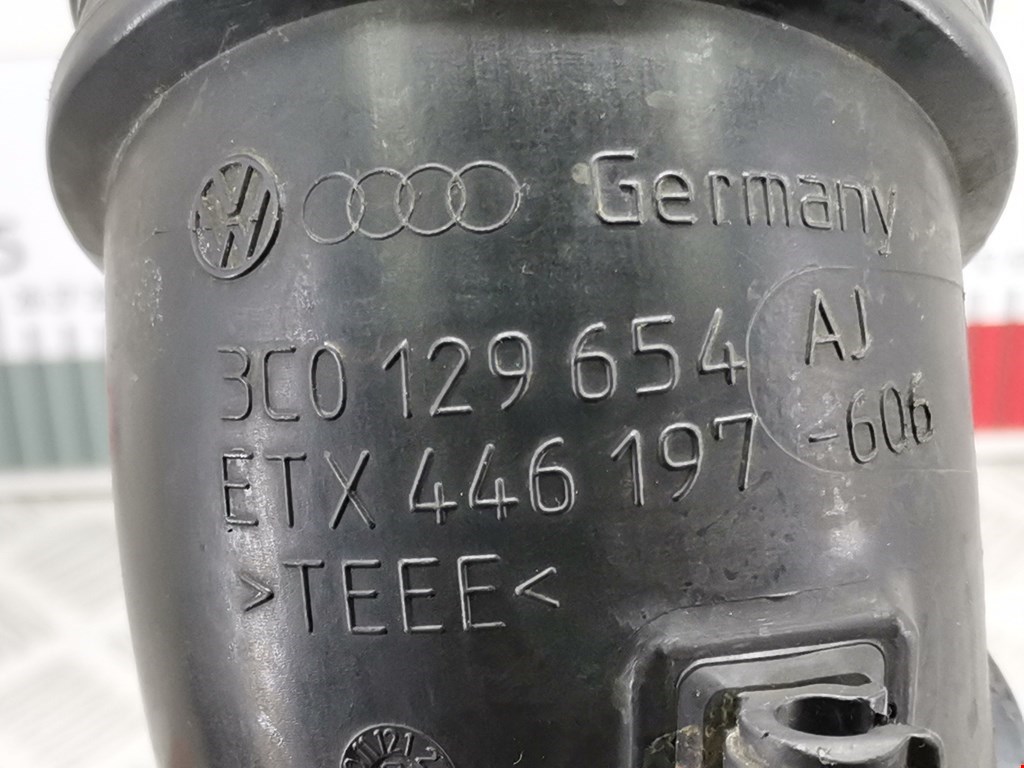 Germany
3C0 129 654 AJ
ETX 446 197 -606
>TEEE<